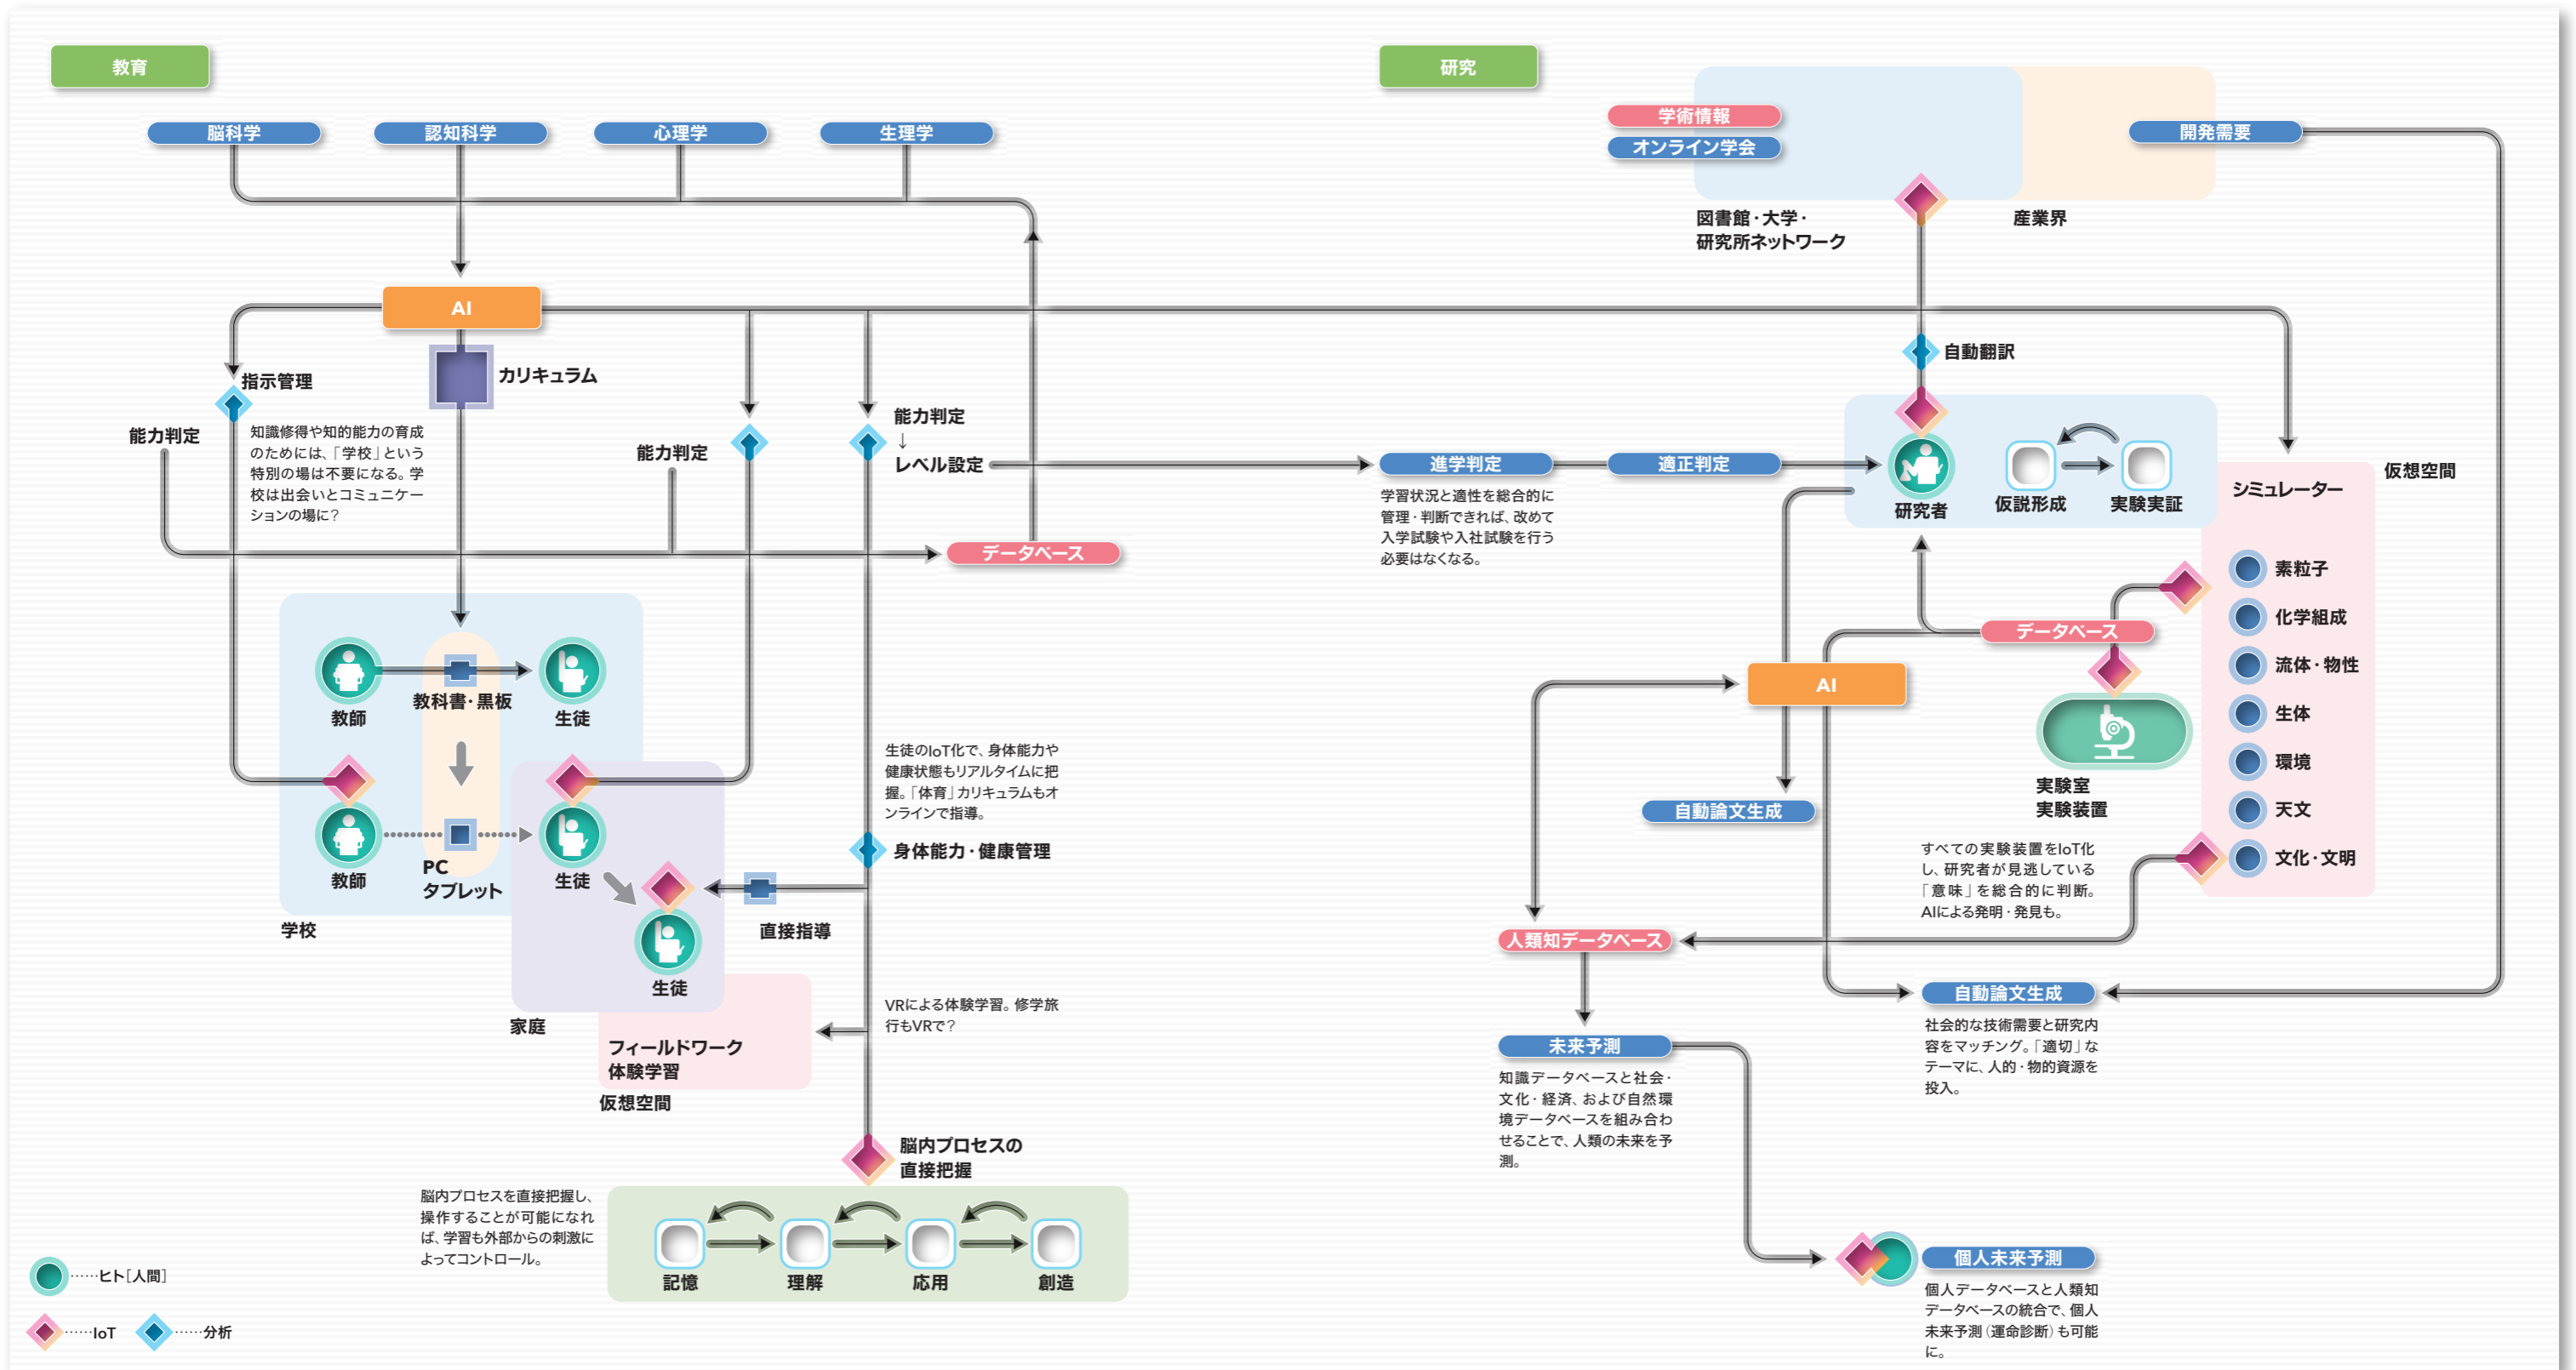 教育
脳科学
認知科学
心理学
生理学
AI
指示管理
カリキュラム
能力判定
知識修得や知的能力の育成
のためには、「学校」という
特別の場は不要になる。学
校は出会いとコミュニケー
ションの場に?
能力判定
能力判定
↓
レベル設定
データベース
教師
教科書・黒板
生徒
教師
PC
タブレット
生徒
学校
生徒のIoT化で、身体能力や
健康状態もリアルタイムに把
握。「体育」カリキュラムもオ
ンラインで指導。
身体能力・健康管理
直接指導
生徒
家庭
VRによる体験学習。修学旅
行もVRで?
フィールドワーク
体験学習
仮想空間
脳内プロセスの
直接把握
脳内プロセスを直接把握し、
操作することが可能になれ
ば、学習も外部からの刺激に
よってコントロール。
記憶
理解
応用
創造
……ヒト[人間]
……IoT
……分析
研究
学術情報
オンライン学会
開発需要
図書館・大学・
研究所ネットワーク
産業界
自動翻訳
進学判定
適正判定
学習状況と適性を総合的に
管理・判断できれば、改めて
入学試験や入社試験を行う
必要はなくなる。
研究者
仮説形成
実験実証
仮想空間
シミュレーター
素粒子
化学組成
流体・物性
生体
環境
天文
文化・文明
データベース
AI
実験室
実験装置
自動論文生成
すべての実験装置をIoT化
し、研究者が見逃している
「意味」を総合的に判断。
AIによる発明・発見も。
人類知データベース
自動論文生成
社会的な技術需要と研究内
容をマッチング。「適切」な
テーマに、人的・物的資源を
投入。
未来予測
知識データベースと社会・
文化・経済、および自然環
境データベースを組み合わ
せることで、人類の未来を予
測。
個人未来予測
個人データベースと人類知
データベースの統合で、個人
未来予測(運命診断)も可能
に。